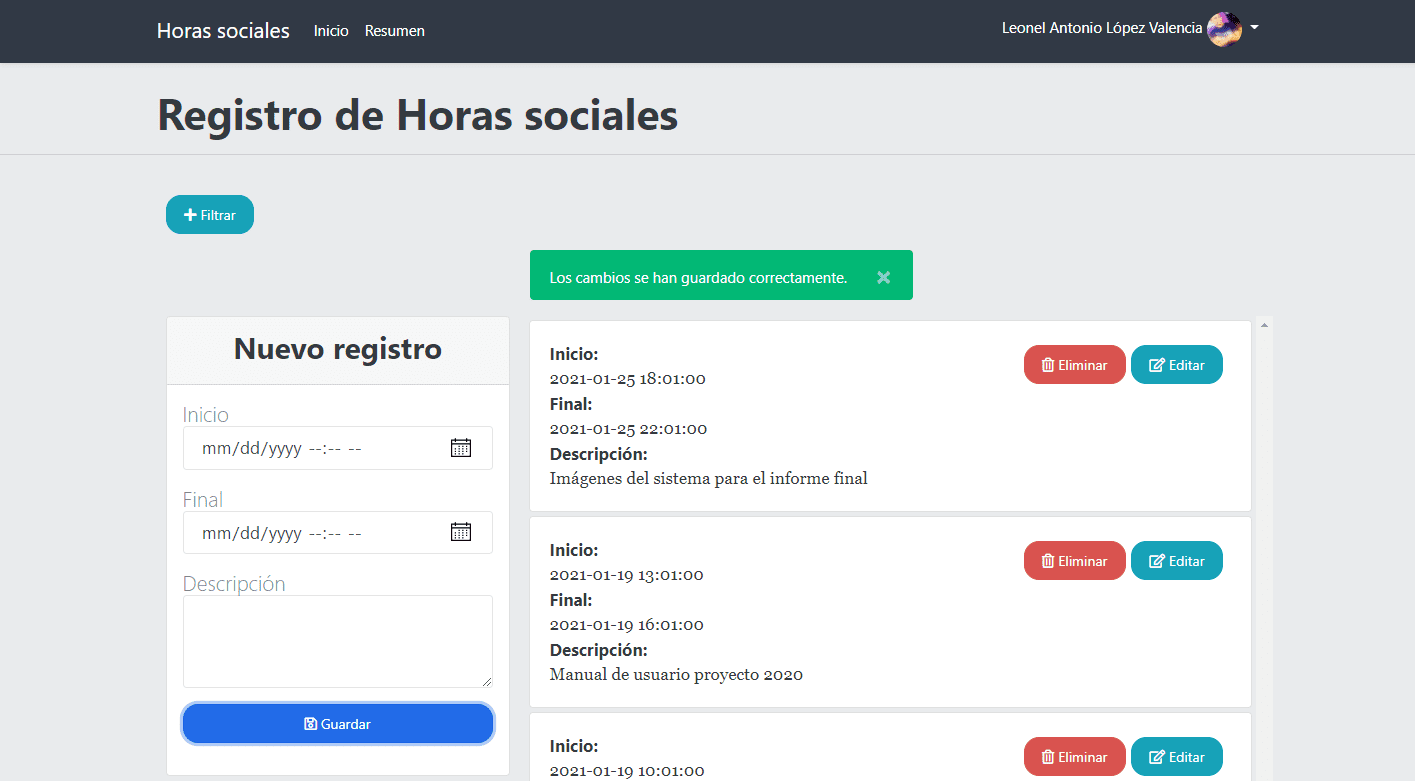 Horas sociales
Inicio
Resumen
Leonel Antonio López Valencia
Registro de Horas sociales
Filtrar
Los cambios se han guardado correctamente.
Nuevo registro
Inicio
mm/dd/yyyy --:-- --
Final
mm/dd/yyyy --:-- --
Descripción
Guardar
Inicio:
2021-01-25 18:01:00
Final:
2021-01-25 22:01:00
Descripción:
Imágenes del sistema para el informe final
Eliminar
Editar
Inicio:
2021-01-19 13:01:00
Final:
2021-01-19 16:01:00
Descripción:
Manual de usuario proyecto 2020
Eliminar
Editar
Inicio:
2021-01-19 10:01:00
Eliminar
Editar